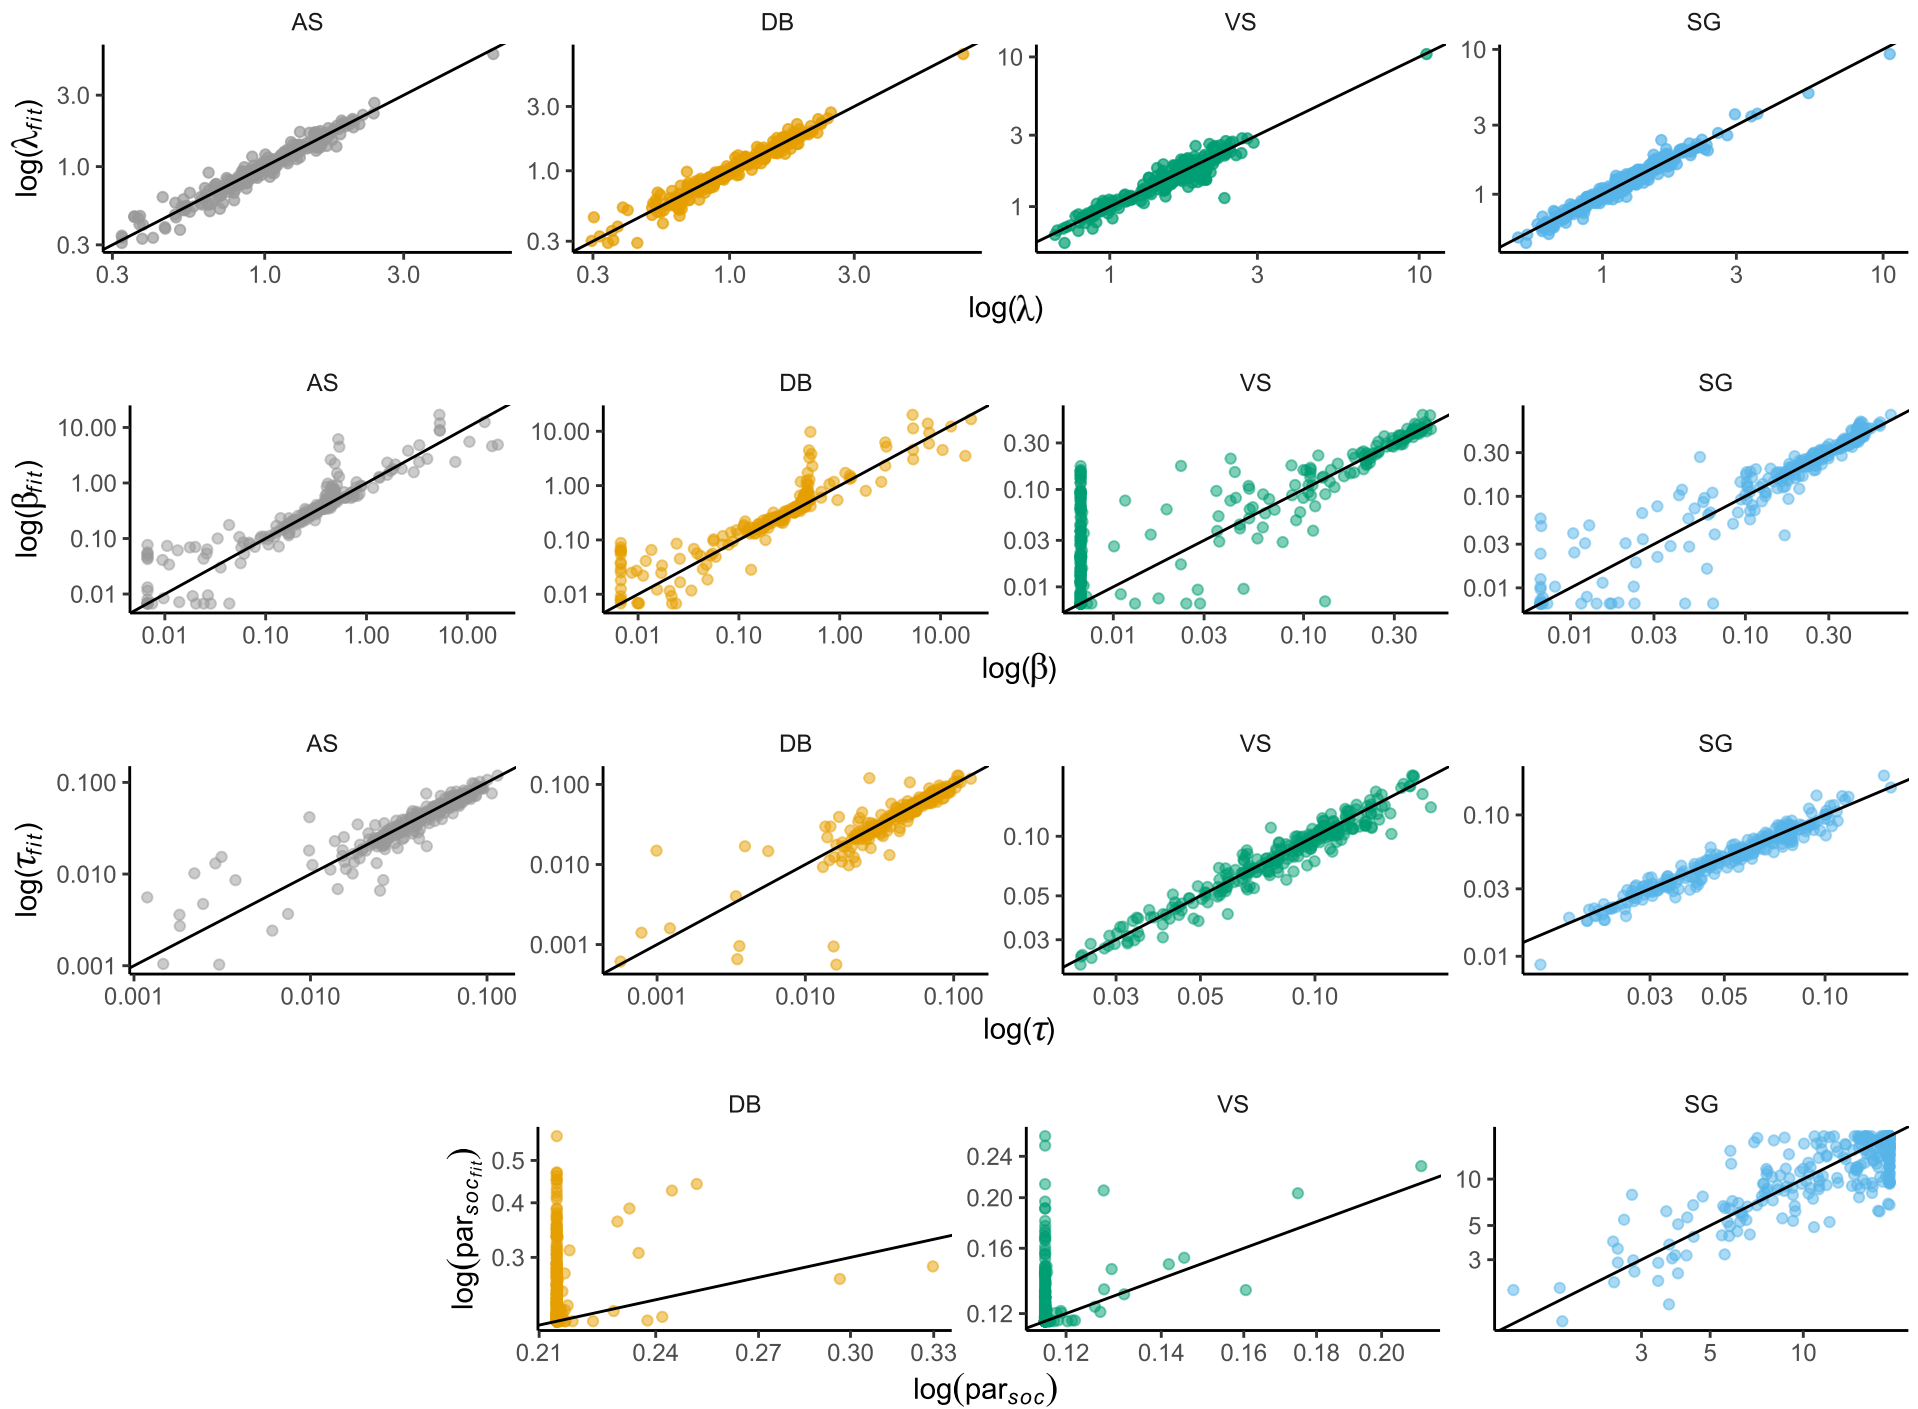 AS DB VS SG
log(λfit)
3.0 1.0 0.3
3.0 1.0 0.3
10 3 1
10 3 1
0.3 1.0 3.0 0.3 1.0 3.0 1 3 10 1 3 10
log(λ)
AS DB VS SG
log(βfit)
10.00 1.00 0.10 0.01
10.00 1.00 0.10 0.01
0.30 0.10 0.03 0.01
0.30 0.10 0.03 0.01
0.01 0.10 1.00 10.00 0.01 0.10 1.00 10.00 0.01 0.03 0.10 0.30 0.01 0.03 0.10 0.30
log(β)
AS DB VS SG
log(τfit)
0.100 0.010 0.001
0.100 0.010 0.001
0.10 0.05 0.03
0.10 0.03 0.01
0.001 0.010 0.100 0.001 0.010 0.100 0.03 0.05 0.10 0.03 0.05 0.10
log(τ)
DB VS SG
log(parsocfit)
0.5 0.4 0.3
0.24 0.20 0.16 0.12
10 5 3
0.21 0.24 0.27 0.30 0.33 0.12 0.14 0.16 0.18 0.20 3 5 10
log(parsoc)